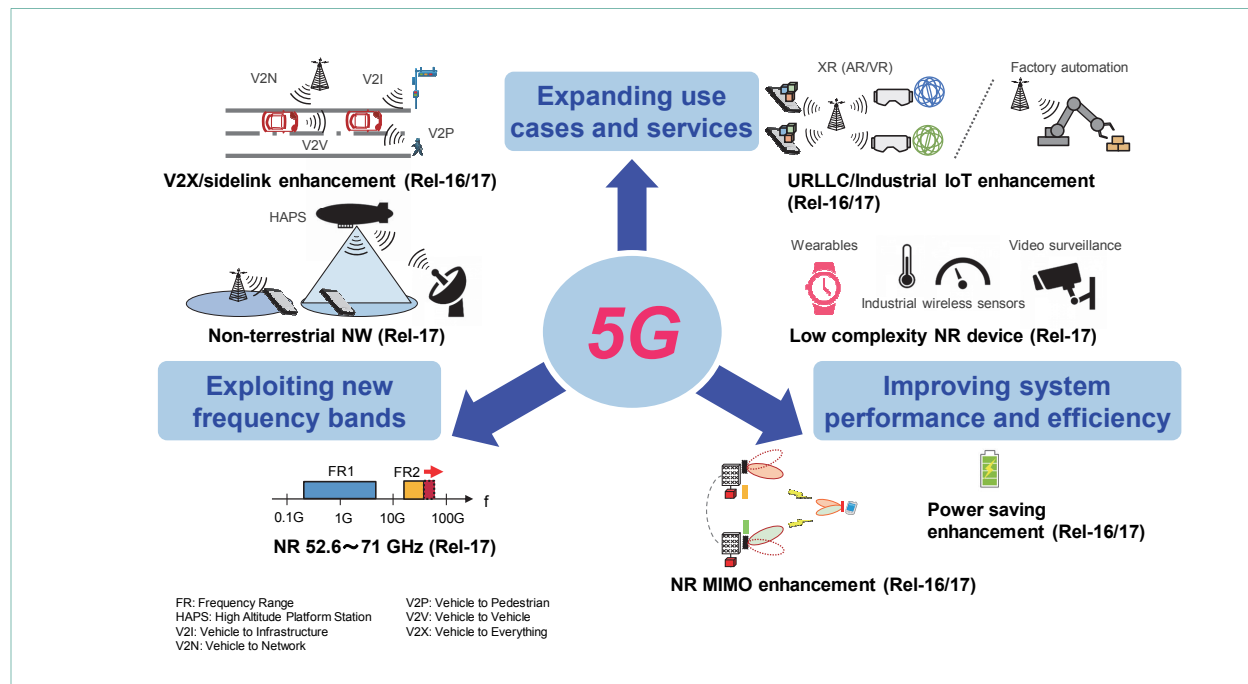 V2N
V2I
V2V
V2P
V2X/sidelink enhancement (Rel-16/17)
HAPS
Non-terrestrial NW (Rel-17)
Expanding use
cases and services
XR (AR/VR)
Factory automation
URLLC/Industrial IoT enhancement
(Rel-16/17)
Wearables
Video surveillance
Industrial wireless sensors
Low complexity NR device (Rel-17)
5G
Exploiting new
frequency bands
FR1
FR2
f
0.1G
1G
10G
100G
NR 52.6～71 GHz (Rel-17)
Improving system
performance and efficiency
Power saving
enhancement (Rel-16/17)
NR MIMO enhancement (Rel-16/17)
FR: Frequency Range
HAPS: High Altitude Platform Station
V2I: Vehicle to Infrastructure
V2N: Vehicle to Network
V2P: Vehicle to Pedestrian
V2V: Vehicle to Vehicle
V2X: Vehicle to Everything